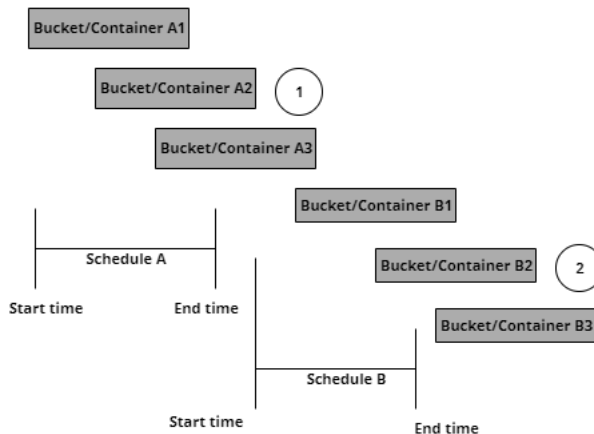 Bucket/Container A1
Bucket/Container A2
1
Bucket/Container A3
Bucket/Container B1
Schedule A
Bucket/Container B2
2
Start time
End time
Bucket/Container B3
Schedule B
Start time
End time